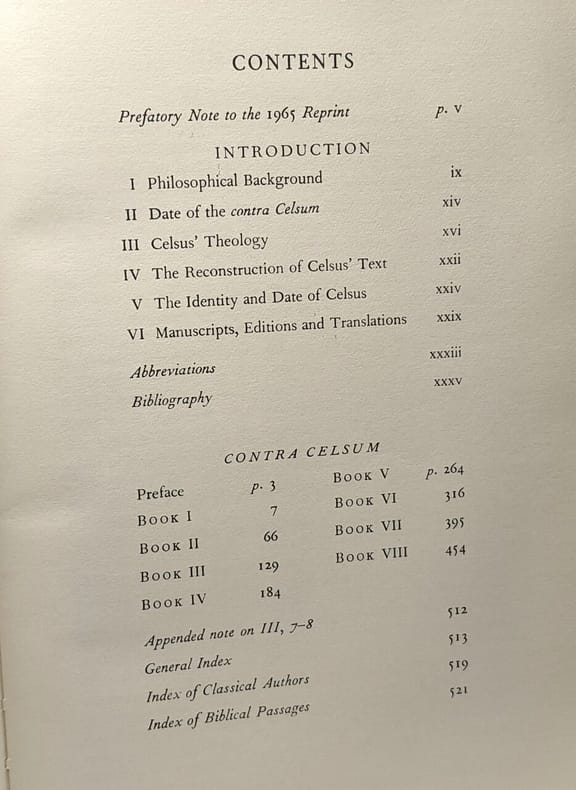 CONTENTS
Prefatory Note to the 1965 Reprint p. v
INTRODUCTION
I Philosophical Background ix
II Date of the contra Celsum xiv
III Celsus' Theology xvi
IV The Reconstruction of Celsus' Text xxii
V The Identity and Date of Celsus xxiv
VI Manuscripts, Editions and Translations xxix
Abbreviations xxxiii
Bibliography xxxv
CONTRA CELSUM
Preface p. 3
BOOK I 7
BOOK II 66
BOOK III 129
BOOK IV 184
BOOK V p. 264
BOOK VI 316
BOOK VII 395
BOOK VIII 454
Appended note on III, 7–8 512
General Index 513
Index of Classical Authors 519
Index of Biblical Passages 521